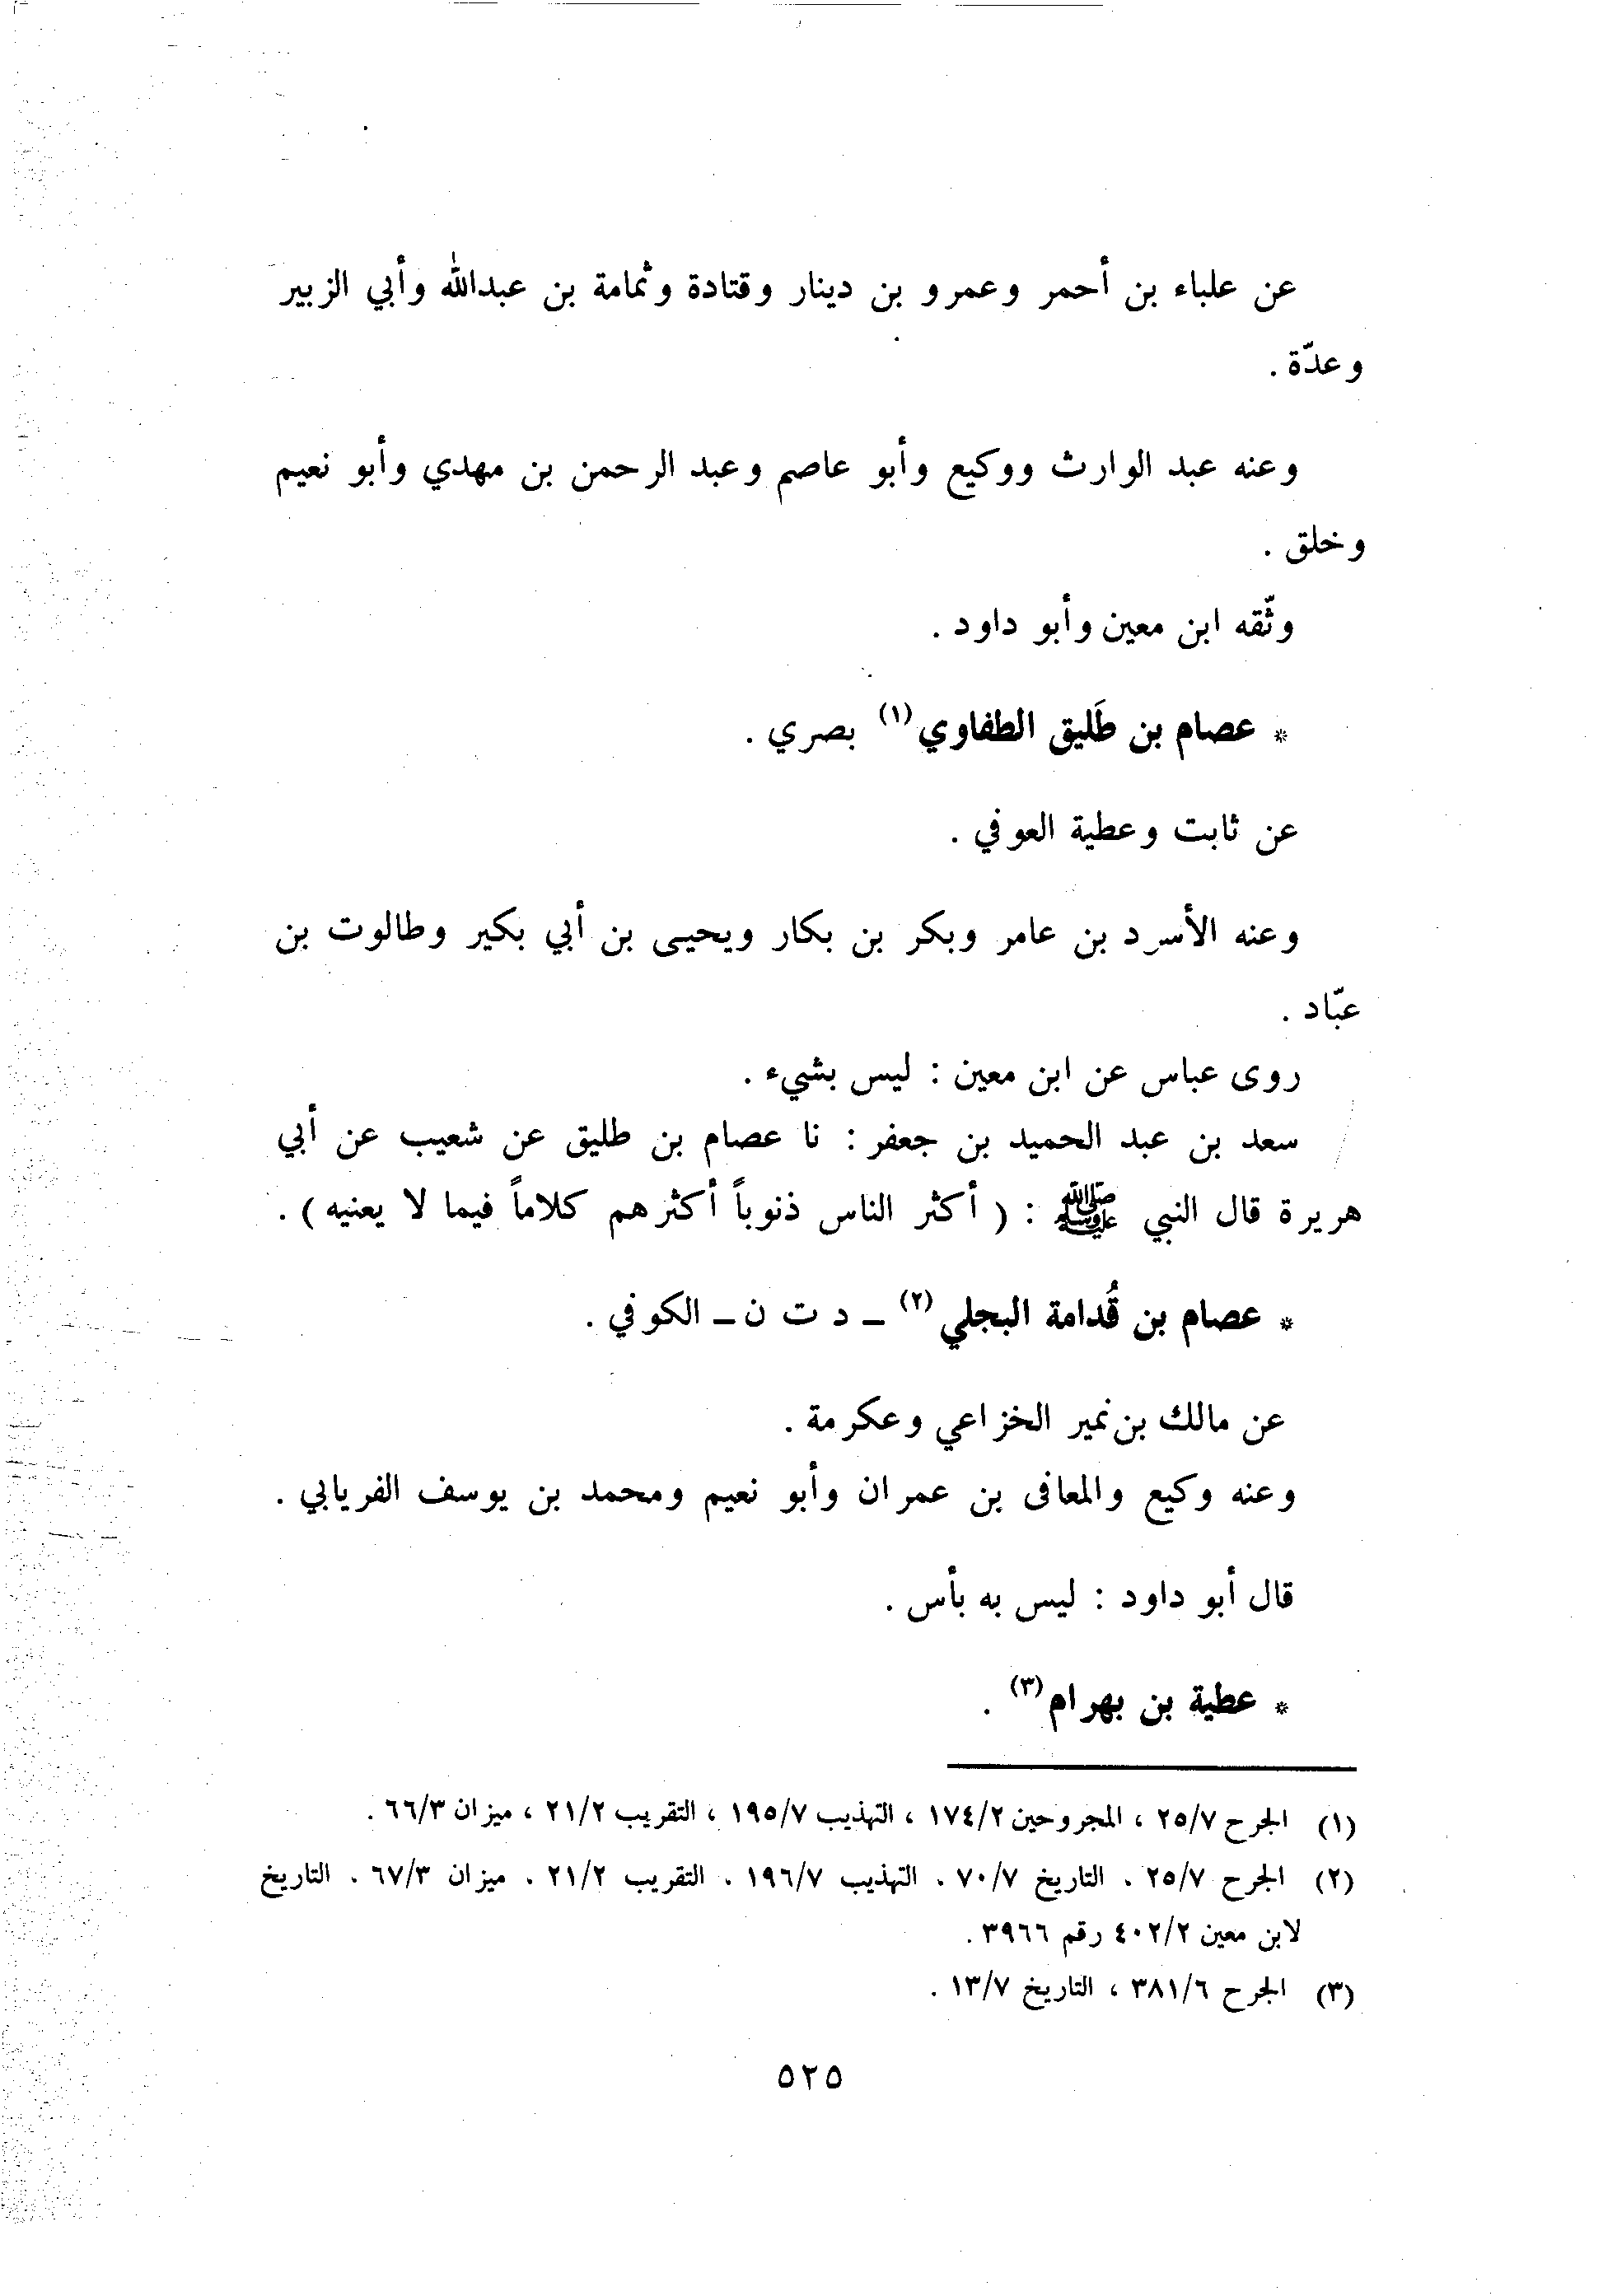 عن علباء بن أحمر وعمرو بن دينار وقتادة وثمامة بن عبدالله وأبي الزبير
وعدّة .
وعنه عبد الوارث ووكيع وأبو عاصم وعبد الرحمن بن مهدي وأبو نعيم
وخلق .
وثّقه ابن معين وأبو داود .
* عصام بن طَليق الطفاوي(١) بصري .
عن ثابت وعطية العوفي .
وعنه الأسود بن عامر وبكر بن بكار ويحيى بن أبي بكير وطالوت بن
عبّاد .
روى عباس عن ابن معين : ليس بشيء .
سعد بن عبد الحميد بن جعفر : نا عصام بن طليق عن شعيب عن أبي
هريرة قال النبي ﷺ : ( أكثر الناس ذنوباً أكثرهم كلاماً فيما لا يعنيه ) .
* عصام بن قُدامة البجلي(٢) – د ت ن – الكوفي .
عن مالك بن نمير الخزاعي وعكرمة .
وعنه وكيع والمعافى بن عمران وأبو نعيم ومحمد بن يوسف الفريابي .
قال أبو داود : ليس به بأس .
* عطية بن بهرام(٣) .
(١) الجرح ٢٥/٧ ، المجروحين ١٧٤/٢ ، التهذيب ١٩٥/٧ ، التقريب ٢١/٢ ، ميزان ٦٦/٣ .
(٢) الجرح ٢٥/٧ . التاريخ ٧٠/٧ . التهذيب ١٩٦/٧ . التقريب ٢١/٢ . ميزان ٦٧/٣ . التاريخ
لابن معين ٤٠٢/٢ رقم ٣٩٦٦ .
(٣) الجرح ٣٨١/٦ ، التاريخ ١٣/٧ .
٥٢٥